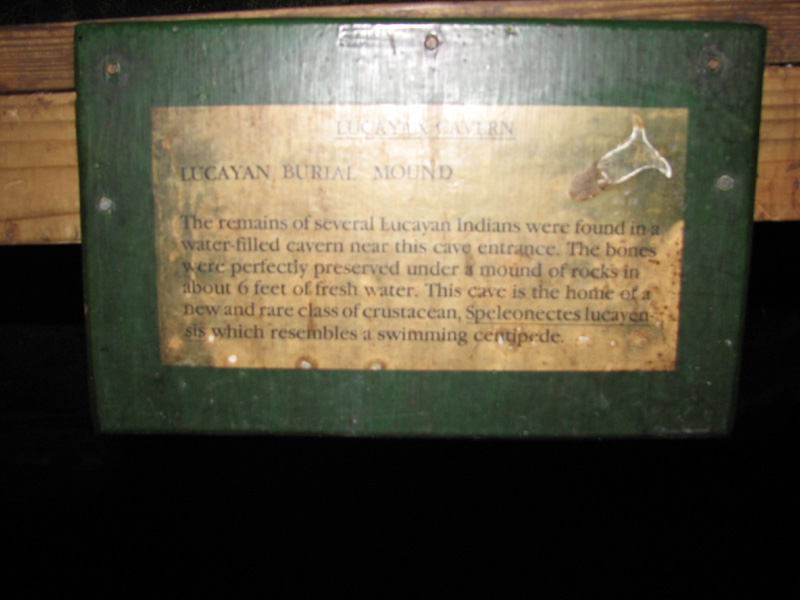 LUCAYAN CAVERN
LUCAYAN BURIAL MOUND
The remains of several Lucayan Indians were found in a
water-filled cavern near this cave entrance. The bones
were perfectly preserved under a mound of rocks in
about 6 feet of fresh water. This cave is the home of a
new and rare class of crustacean, Speleonectes lucayen-
sis which resembles a swimming centipede.